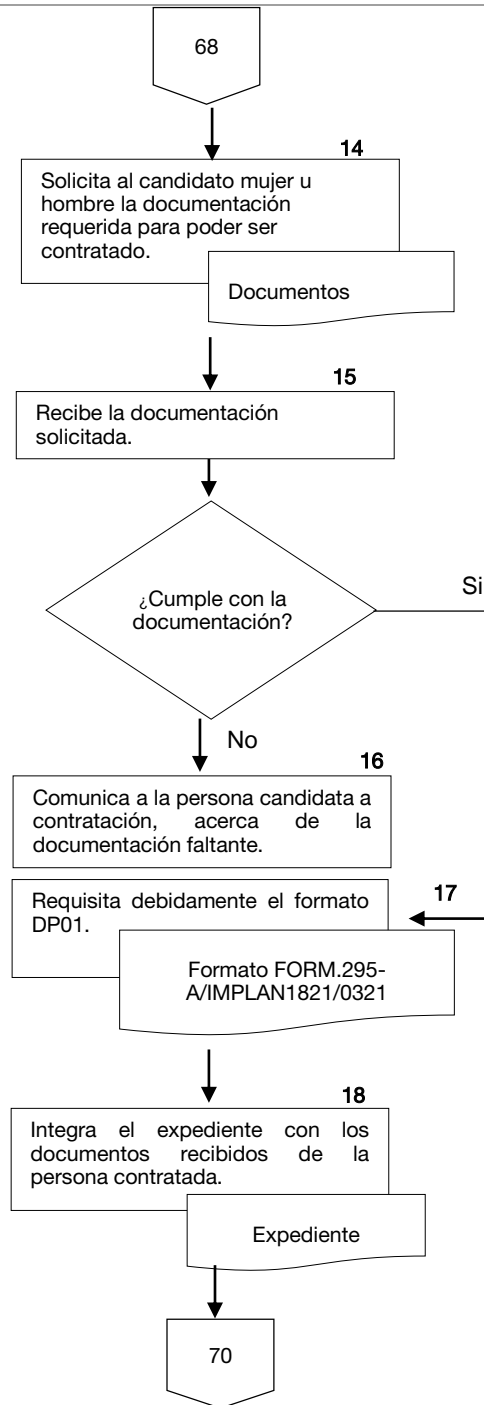 68
14
Solicita al candidato mujer u
hombre la documentación
requerida para poder ser
contratado.
Documentos
15
Recibe la documentación
solicitada.
¿Cumple con la
documentación?
Si
No
16
Comunica a la persona candidata a
contratación, acerca de la
documentación faltante.
17
Requisita debidamente el formato
DP01.
Formato FORM.295-
A/IMPLAN1821/0321
18
Integra el expediente con los
documentos recibidos de la
persona contratada.
Expediente
70